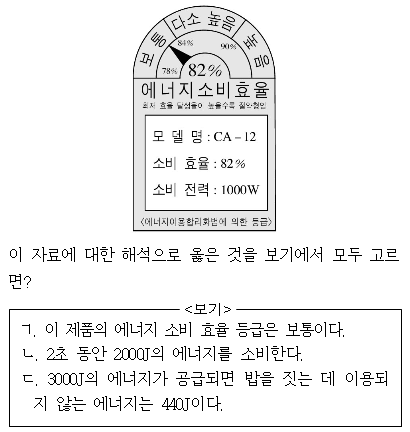 보통 다소 높음 높음
84% 90%
78% 82%
에너지소비효율
최저 효율 달성률이 높을수록 절약형임
모 델 명 : CA – 12
소비 효율 : 82%
소비 전력 : 1000W
<에너지이용합리화법에 의한 등급>
이 자료에 대한 해석으로 옳은 것을 보기에서 모두 고르
면?
<보기>
ㄱ. 이 제품의 에너지 소비 효율 등급은 보통이다.
ㄴ. 2초 동안 2000J의 에너지를 소비한다.
ㄷ. 3000J의 에너지가 공급되면 밥을 짓는 데 이용되
지 않는 에너지는 440J이다.